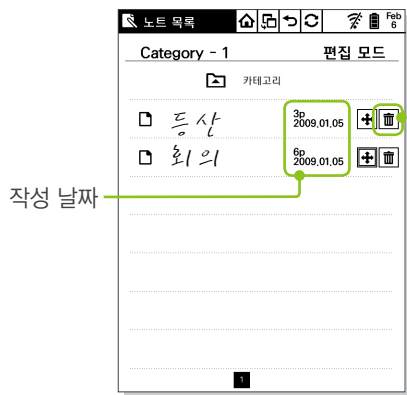 노트 목록
Feb
6
Category - 1
편집 모드
카테고리
등산
3p
2009.01.05
회의
6p
2009.01.05
작성 날짜
1